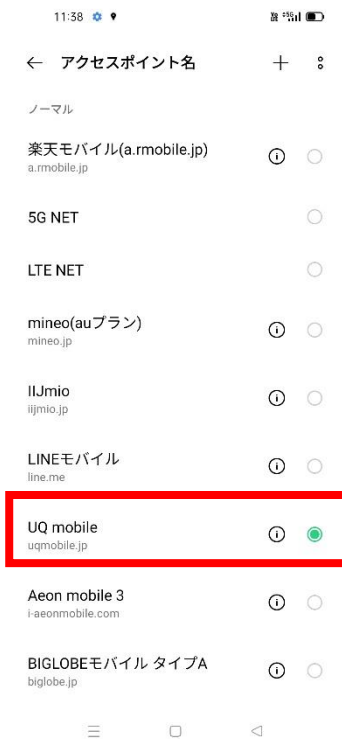 11:38
アクセスポイント名
ノーマル
楽天モバイル(a.rmobile.jp)
a.rmobile.jp
5G NET
LTE NET
mineo(auプラン)
mineo.jp
IIJmio
iijmio.jp
LINEモバイル
line.me
UQ mobile
uqmobile.jp
Aeon mobile 3
i-aeonmobile.com
BIGLOBEモバイル タイプA
biglobe.jp